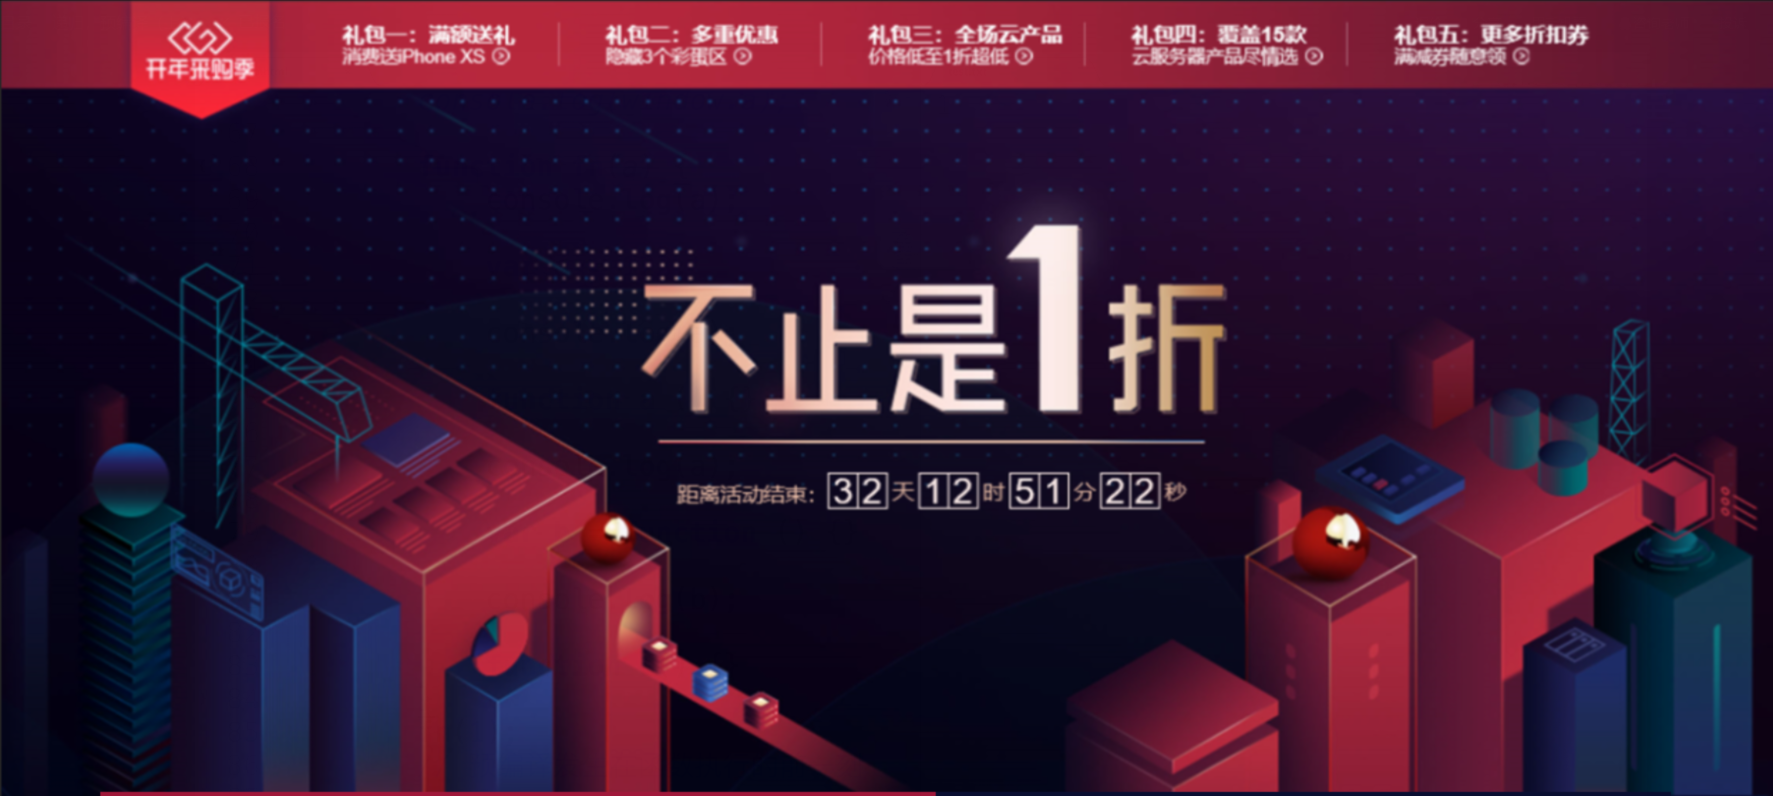 开年采购季
礼包一：满额送礼
消费送iPhone XS
礼包二：多重优惠
隐藏3个彩蛋区
礼包三：全场云产品
价格低至1折超低
礼包四：覆盖15款
云服务器产品尽情选
礼包五：更多折扣券
满减券随意领
不止是1折
距离活动结束：32天12时51分22秒